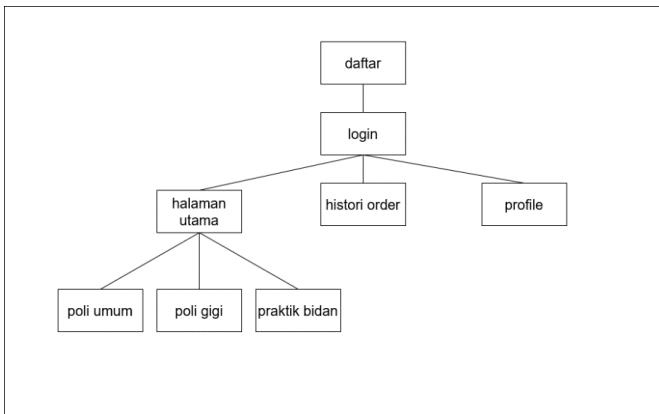 daftar
login
halaman
utama
histori order
profile
poli umum
poli gigi
praktik bidan